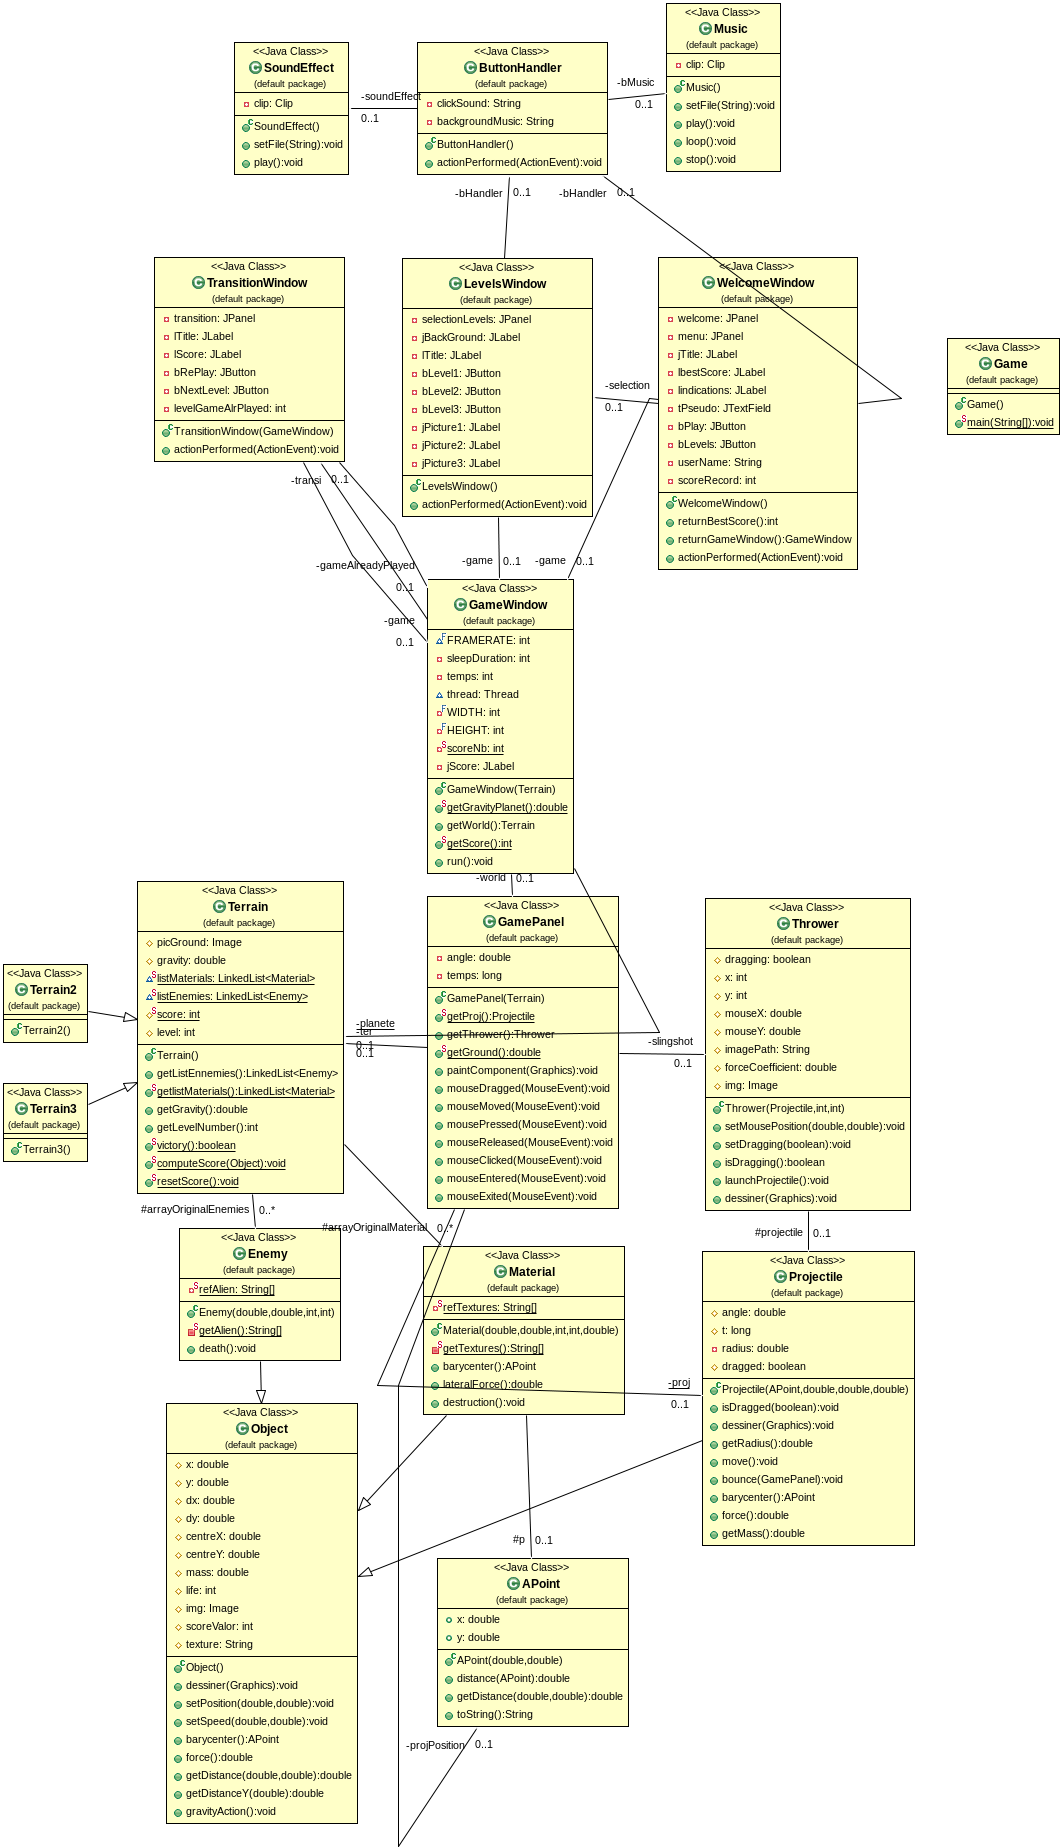 <<Java Class>>
Music
(default package)
clip: Clip
Music()
setFile(String):void
play():void
loop():void
stop():void
<<Java Class>>
SoundEffect
(default package)
clip: Clip
SoundEffect()
setFile(String):void
play():void
-soundEffect
0..1
<<Java Class>>
ButtonHandler
(default package)
clickSound: String
backgroundMusic: String
ButtonHandler()
actionPerformed(ActionEvent):void
-bMusic
0..1
-bHandler
0..1
-bHandler
0..1
<<Java Class>>
TransitionWindow
(default package)
transition: JPanel
lTitle: JLabel
lScore: JLabel
bRePlay: JButton
bNextLevel: JButton
levelGameAlrPlayed: int
TransitionWindow(GameWindow)
actionPerformed(ActionEvent):void
<<Java Class>>
LevelsWindow
(default package)
selectionLevels: JPanel
jBackGround: JLabel
lTitle: JLabel
bLevel1: JButton
bLevel2: JButton
bLevel3: JButton
jPicture1: JLabel
jPicture2: JLabel
jPicture3: JLabel
LevelsWindow()
actionPerformed(ActionEvent):void
-selection
0..1
<<Java Class>>
WelcomeWindow
(default package)
welcome: JPanel
menu: JPanel
jTitle: JLabel
lbestScore: JLabel
lindications: JLabel
tPseudo: JTextField
bPlay: JButton
bLevels: JButton
userName: String
scoreRecord: int
WelcomeWindow()
returnBestScore():int
returnGameWindow():GameWindow
actionPerformed(ActionEvent):void
<<Java Class>>
Game
(default package)
Game()
main(String[]):void
-transi
0..1
-gameAlreadyPlayed
0..1
-game
0..1
-game
0..1
-game
0..1
<<Java Class>>
GameWindow
(default package)
FRAMERATE: int
sleepDuration: int
temps: int
thread: Thread
WIDTH: int
HEIGHT: int
scoreNb: int
jScore: JLabel
GameWindow(Terrain)
getGravityPlanet():double
getWorld():Terrain
getScore():int
run():void
-world
0..1
<<Java Class>>
Terrain2
(default package)
Terrain2()
<<Java Class>>
Terrain3
(default package)
Terrain3()
<<Java Class>>
Terrain
(default package)
picGround: Image
gravity: double
listMaterials: LinkedList<Material>
listEnemies: LinkedList<Enemy>
score: int
level: int
Terrain()
getListEnnemies():LinkedList<Enemy>
getlistMaterials():LinkedList<Material>
getGravity():double
getLevelNumber():int
victory():boolean
computeScore(Object):void
resetScore():void
-planete
-ter
0..1
0..1
<<Java Class>>
GamePanel
(default package)
angle: double
temps: long
GamePanel(Terrain)
getProj():Projectile
getThrower():Thrower
getGround():double
paintComponent(Graphics):void
mouseDragged(MouseEvent):void
mouseMoved(MouseEvent):void
mousePressed(MouseEvent):void
mouseReleased(MouseEvent):void
mouseClicked(MouseEvent):void
mouseEntered(MouseEvent):void
mouseExited(MouseEvent):void
-slingshot
0..1
<<Java Class>>
Thrower
(default package)
dragging: boolean
x: int
y: int
mouseX: double
mouseY: double
imagePath: String
forceCoefficient: double
img: Image
Thrower(Projectile,int,int)
setMousePosition(double,double):void
setDragging(boolean):void
isDragging():boolean
launchProjectile():void
dessiner(Graphics):void
#arrayOriginalEnemies
0..*
#arrayOriginalMaterial
0..*
#projectile
0..1
<<Java Class>>
Enemy
(default package)
refAlien: String[]
Enemy(double,double,int,int)
getAlien():String[]
death():void
<<Java Class>>
Material
(default package)
refTextures: String[]
Material(double,double,int,int,double)
getTextures():String[]
barycenter():APoint
lateralForce():double
destruction():void
-proj
0..1
<<Java Class>>
Projectile
(default package)
angle: double
t: long
radius: double
dragged: boolean
Projectile(APoint,double,double,double)
isDragged(boolean):void
dessiner(Graphics):void
getRadius():double
move():void
bounce(GamePanel):void
barycenter():APoint
force():double
getMass():double
<<Java Class>>
Object
(default package)
x: double
y: double
dx: double
dy: double
centreX: double
centreY: double
mass: double
life: int
img: Image
scoreValor: int
texture: String
Object()
dessiner(Graphics):void
setPosition(double,double):void
setSpeed(double,double):void
barycenter():APoint
force():double
getDistance(double,double):double
getDistanceY(double):double
gravityAction():void
#p
0..1
<<Java Class>>
APoint
(default package)
x: double
y: double
APoint(double,double)
distance(APoint):double
getDistance(double,double):double
toString():String
-projPosition
0..1